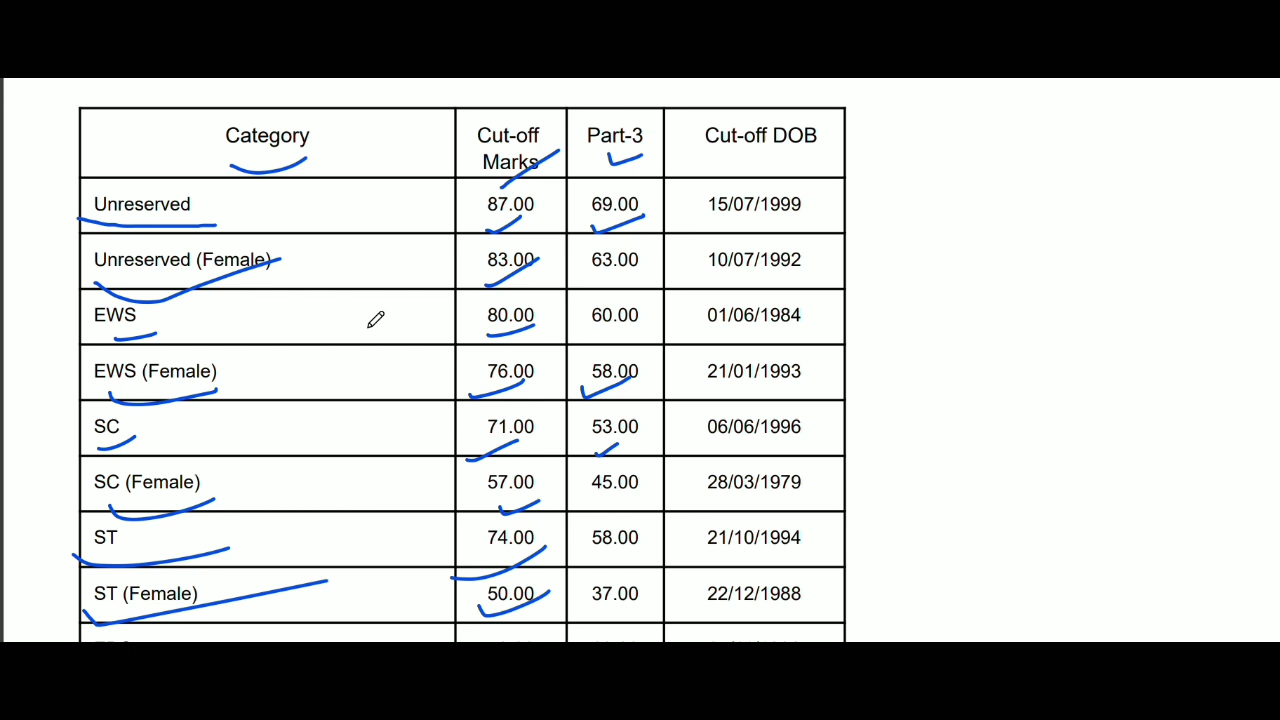 Category Cut-off Marks Part-3 Cut-off DOB
Unreserved 87.00 69.00 15/07/1999
Unreserved (Female) 83.00 63.00 10/07/1992
EWS 80.00 60.00 01/06/1984
EWS (Female) 76.00 58.00 21/01/1993
SC 71.00 53.00 06/06/1996
SC (Female) 57.00 45.00 28/03/1979
ST 74.00 58.00 21/10/1994
ST (Female) 50.00 37.00 22/12/1988